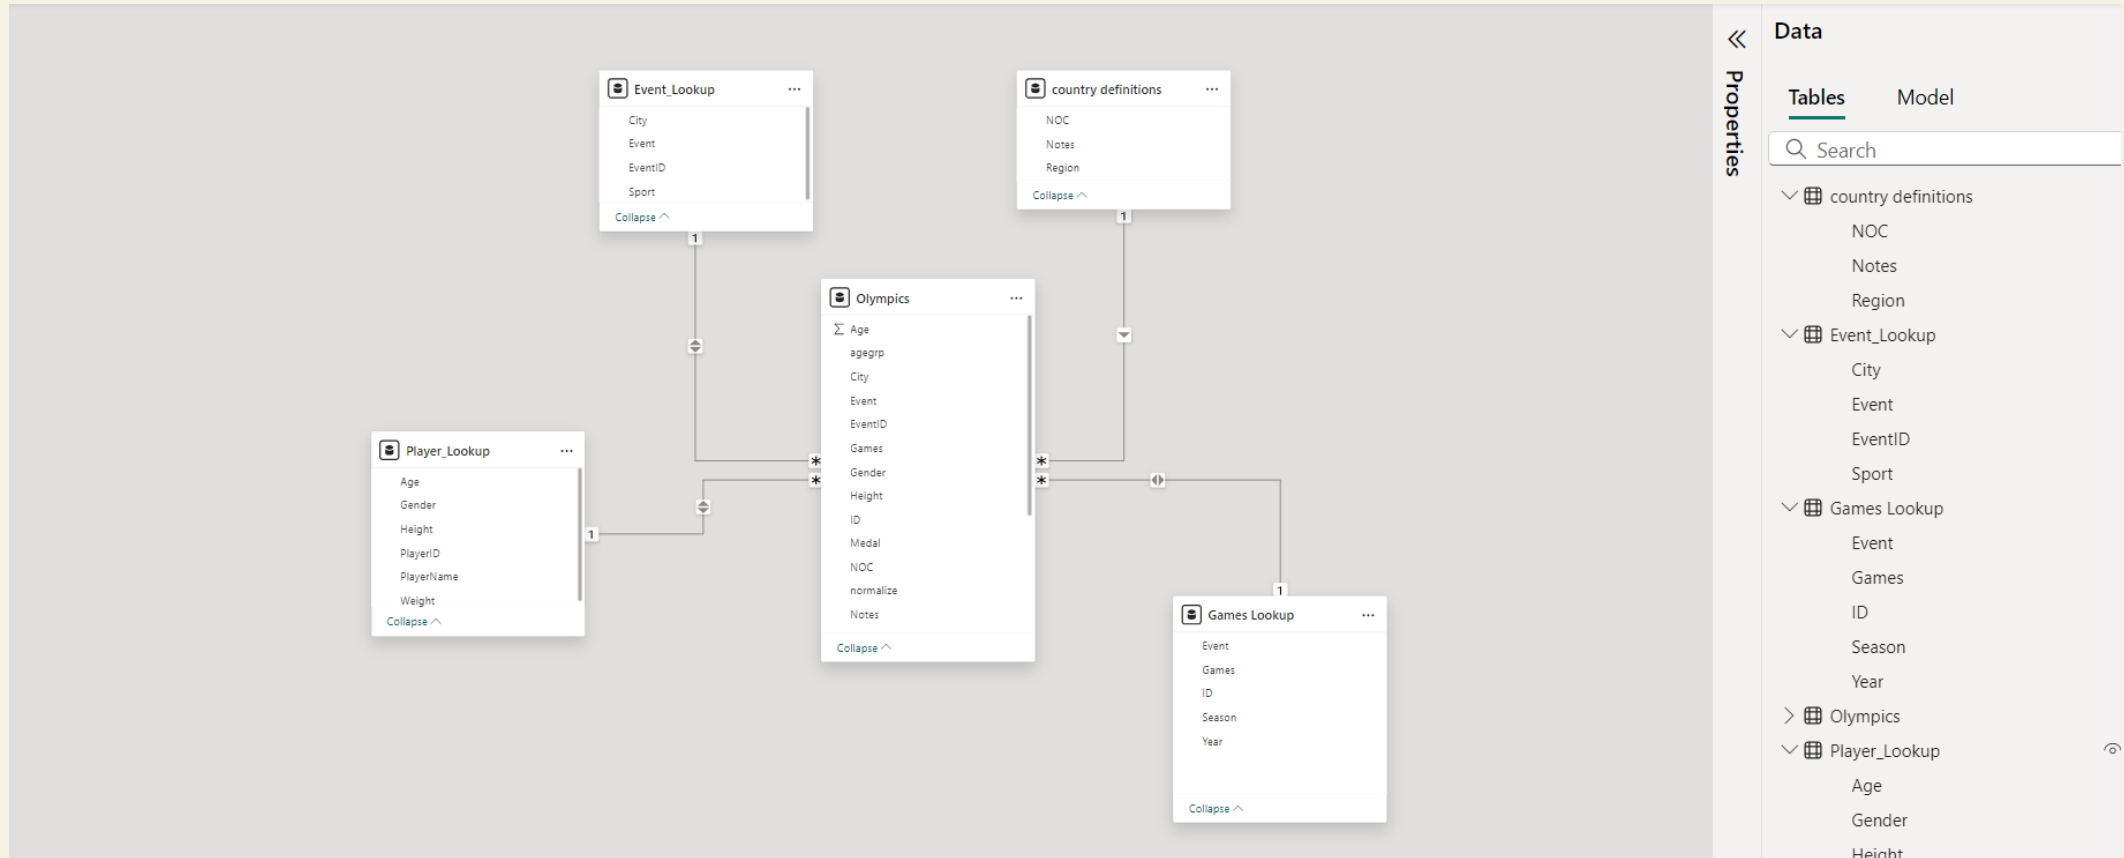 Event_Lookup
City
Event
EventID
Sport
Collapse
1
country definitions
NOC
Notes
Region
Collapse
1
Olympics
Age
agegrp
City
Event
EventID
Games
Gender
Height
ID
Medal
NOC
normalize
Notes
Collapse
*
*
*
*
Player_Lookup
Age
Gender
Height
PlayerID
PlayerName
Weight
Collapse
1
1
Games Lookup
Event
Games
ID
Season
Year
Collapse
Properties
Data
Tables Model
Search
country definitions
NOC
Notes
Region
Event_Lookup
City
Event
EventID
Sport
Games Lookup
Event
Games
ID
Season
Year
Olympics
Player_Lookup
Age
Gender
Height